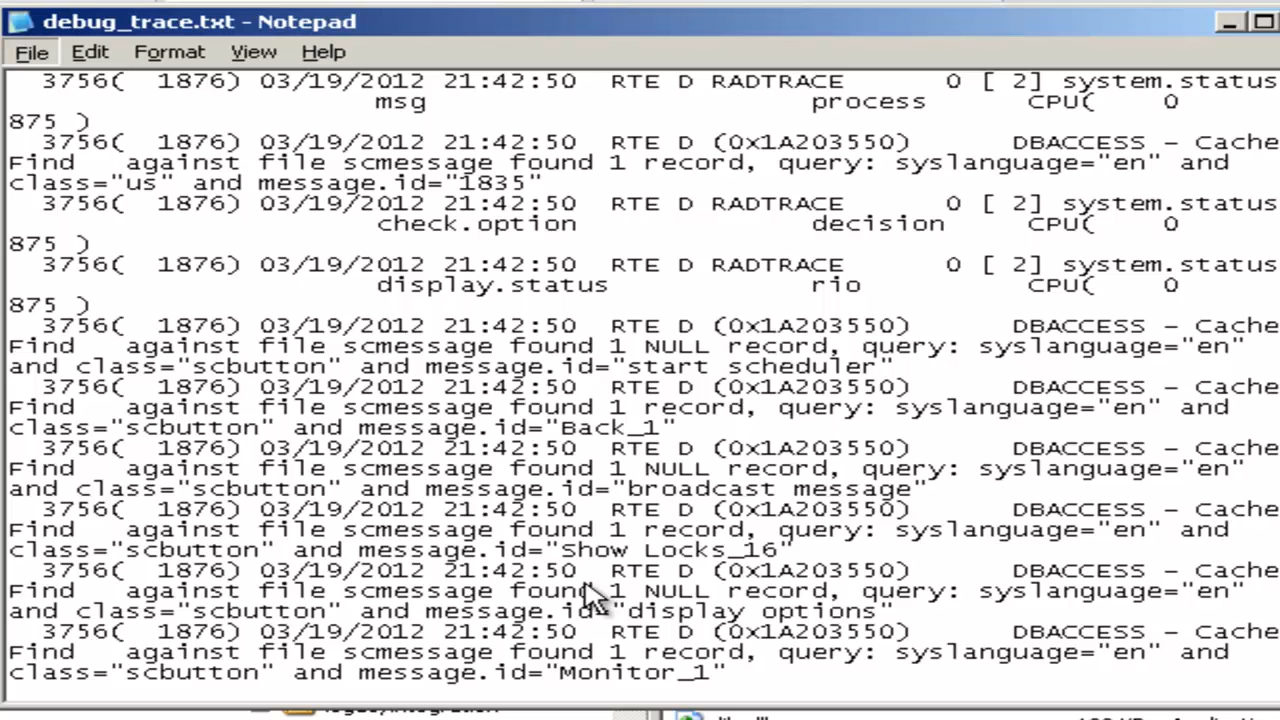 debug_trace.txt - Notepad
File Edit Format View Help
3756( 1876) 03/19/2012 21:42:50 RTE D RADTRACE 0 [ 2] system.status
msg process CPU( 0
875 )
3756( 1876) 03/19/2012 21:42:50 RTE D (0x1A203550) DBACCESS - Cache
Find against file scmessage found 1 record, query: syslanguage="en" and
class="us" and message.id="1835"
3756( 1876) 03/19/2012 21:42:50 RTE D RADTRACE 0 [ 2] system.status
check.option decision CPU( 0
875 )
3756( 1876) 03/19/2012 21:42:50 RTE D RADTRACE 0 [ 2] system.status
display.status rio CPU( 0
875 )
3756( 1876) 03/19/2012 21:42:50 RTE D (0x1A203550) DBACCESS - Cache
Find against file scmessage found 1 NULL record, query: syslanguage="en"
and class="scbutton" and message.id="start scheduler"
3756( 1876) 03/19/2012 21:42:50 RTE D (0x1A203550) DBACCESS - Cache
Find against file scmessage found 1 record, query: syslanguage="en" and
class="scbutton" and message.id="Back_1"
3756( 1876) 03/19/2012 21:42:50 RTE D (0x1A203550) DBACCESS - Cache
Find against file scmessage found 1 NULL record, query: syslanguage="en"
and class="scbutton" and message.id="broadcast message"
3756( 1876) 03/19/2012 21:42:50 RTE D (0x1A203550) DBACCESS - Cache
Find against file scmessage found 1 record, query: syslanguage="en" and
class="scbutton" and message.id="Show Locks_16"
3756( 1876) 03/19/2012 21:42:50 RTE D (0x1A203550) DBACCESS - Cache
Find against file scmessage found 1 NULL record, query: syslanguage="en"
and class="scbutton" and message.id="display options"
3756( 1876) 03/19/2012 21:42:50 RTE D (0x1A203550) DBACCESS - Cache
Find against file scmessage found 1 record, query: syslanguage="en" and
class="scbutton" and message.id="Monitor_1"